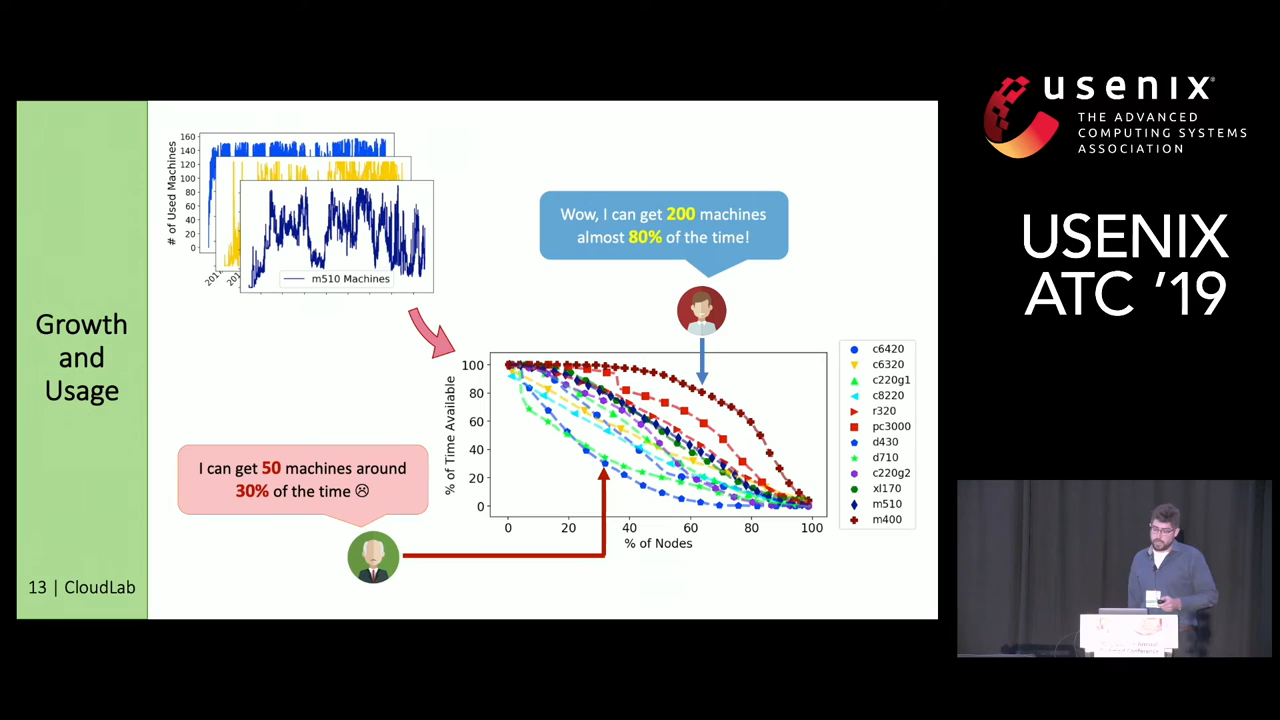 Growth
and
Usage
13 | CloudLab
# of Used Machines
160
140
120
100
80
60
40
20
0
m510 Machines
Wow, I can get 200 machines
almost 80% of the time!
I can get 50 machines around
30% of the time ☹
% of Time Available
100
80
60
40
20
0
0
20
40
60
80
100
% of Nodes
c6420
c6320
c220g1
c8220
r320
pc3000
d430
d710
c220g2
xl170
m510
m400
usenix
THE ADVANCED
COMPUTING SYSTEMS
ASSOCIATION
USENIX
ATC '19